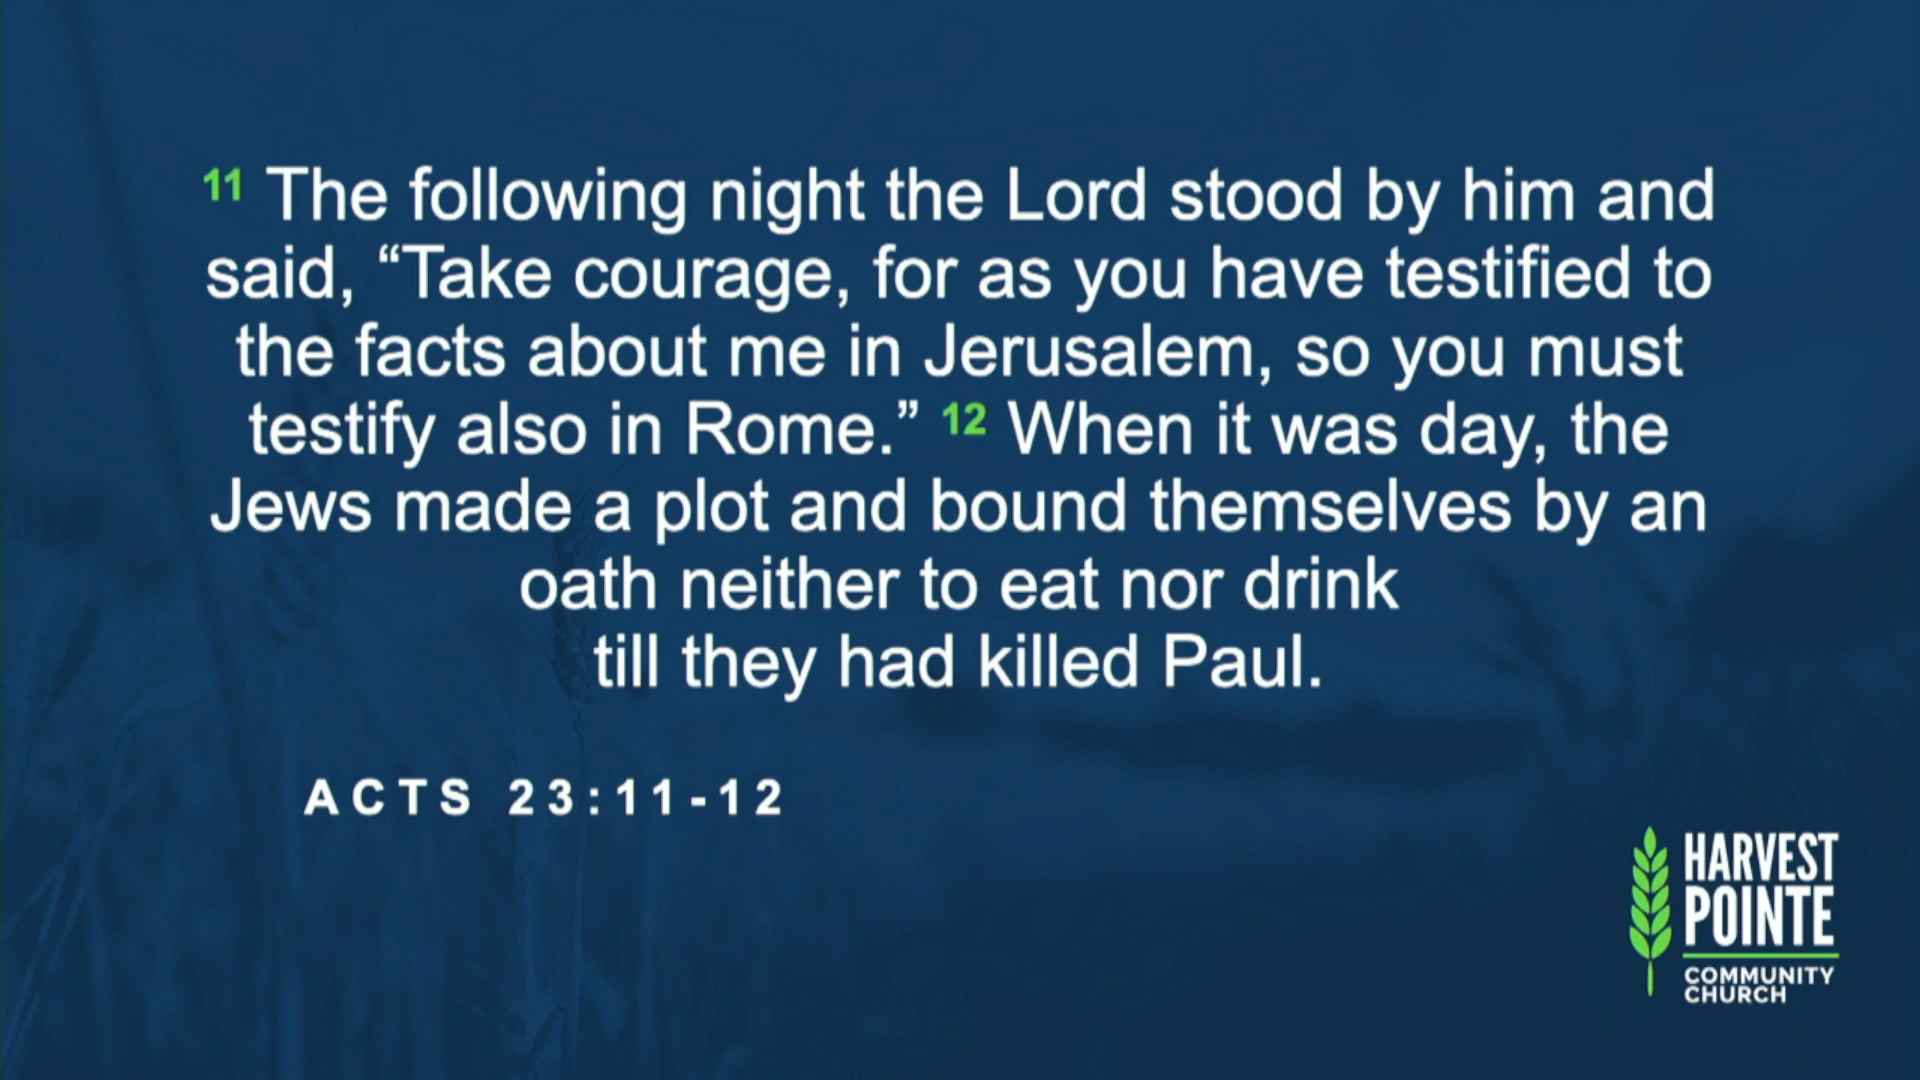 11 The following night the Lord stood by him and
said, “Take courage, for as you have testified to
the facts about me in Jerusalem, so you must
testify also in Rome.” 12 When it was day, the
Jews made a plot and bound themselves by an
oath neither to eat nor drink
till they had killed Paul.
ACTS 23:11-12
HARVEST
POINTE
COMMUNITY
CHURCH